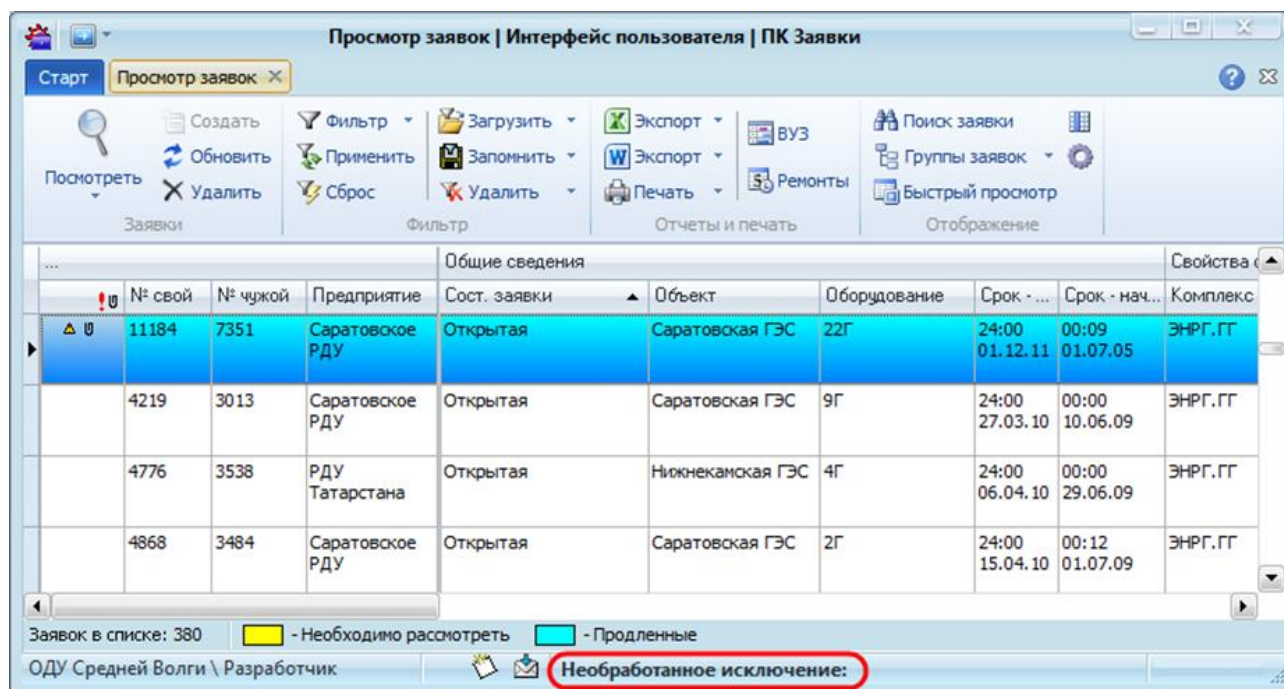 Просмотр заявок | Интерфейс пользователя | ПК Заявки
Старт Просмотр заявок
Посмотреть
Создать
Обновить
Удалить
Заявки
Фильтр
Применить
Сброс
Загрузить
Запомнить
Удалить
Фильтр
Экспорт
Экспорт
Печать
ВУЗ
Ремонты
Отчеты и печать
Поиск заявки
Группы заявок
Быстрый просмотр
Отображение
... Общие сведения Свойства
№ свой № чужой Предприятие Сост. заявки Объект Оборудование Срок - ... Срок - нач... Комплекс
11184 7351 Саратовское Открытая Саратовская ГЭС 22Г 24:00 00:09 ЭНРГ.ГГ
РДУ 01.12.11 01.07.05
4219 3013 Саратовское Открытая Саратовская ГЭС 9Г 24:00 00:00 ЭНРГ.ГГ
РДУ 27.03.10 10.06.09
4776 3538 РДУ Открытая Нижнекамская ГЭС 4Г 24:00 00:00 ЭНРГ.ГГ
Татарстана 06.04.10 29.06.09
4868 3484 Саратовское Открытая Саратовская ГЭС 2Г 24:00 00:12 ЭНРГ.ГГ
РДУ 15.04.10 01.07.09
Заявок в списке: 380 - Необходимо рассмотреть - Продленные
ОДУ Средней Волги \ Разработчик Необработанное исключение: